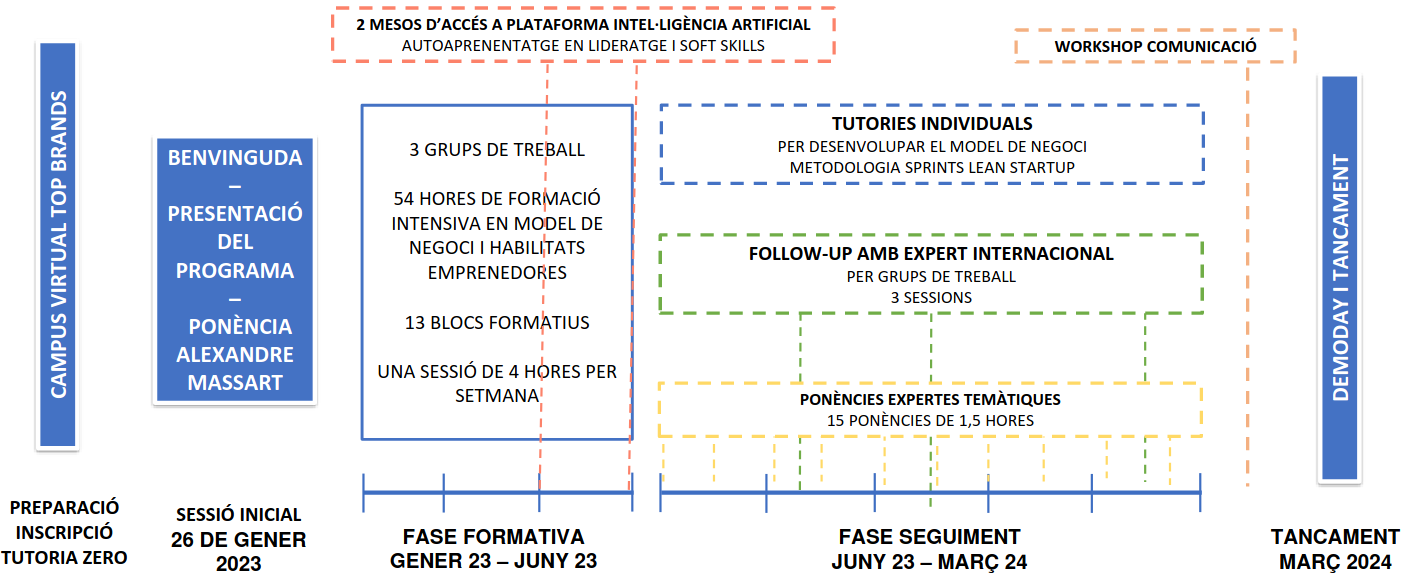 2 MESOS D'ACCÉS A PLATAFORMA INTEL·LIGÈNCIA ARTIFICIAL
AUTOAPRENENTATGE EN LIDERATGE I SOFT SKILLS
WORKSHOP COMUNICACIÓ
CAMPUS VIRTUAL TOP BRANDS
BENVINGUDA
–
PRESENTACIÓ
DEL
PROGRAMA
–
PONÈNCIA
ALEXANDRE
MASSART
3 GRUPS DE TREBALL
54 HORES DE FORMACIÓ
INTENSIVA EN MODEL DE
NEGOCI I HABILITATS
EMPRENEDORES
13 BLOCS FORMATIUS
UNA SESSIÓ DE 4 HORES PER
SETMANA
TUTORIES INDIVIDUALS
PER DESENVOLUPAR EL MODEL DE NEGOCI
METODOLOGIA SPRINTS LEAN STARTUP
FOLLOW-UP AMB EXPERT INTERNACIONAL
PER GRUPS DE TREBALL
3 SESSIONS
PONÈNCIES EXPERTES TEMÀTIQUES
15 PONÈNCIES DE 1,5 HORES
DEMODAY I TANCAMENT
PREPARACIÓ
INSCRIPCIÓ
TUTORIA ZERO
SESSIÓ INICIAL
26 DE GENER
2023
FASE FORMATIVA
GENER 23 – JUNY 23
FASE SEGUIMENT
JUNY 23 – MARÇ 24
TANCAMENT
MARÇ 2024